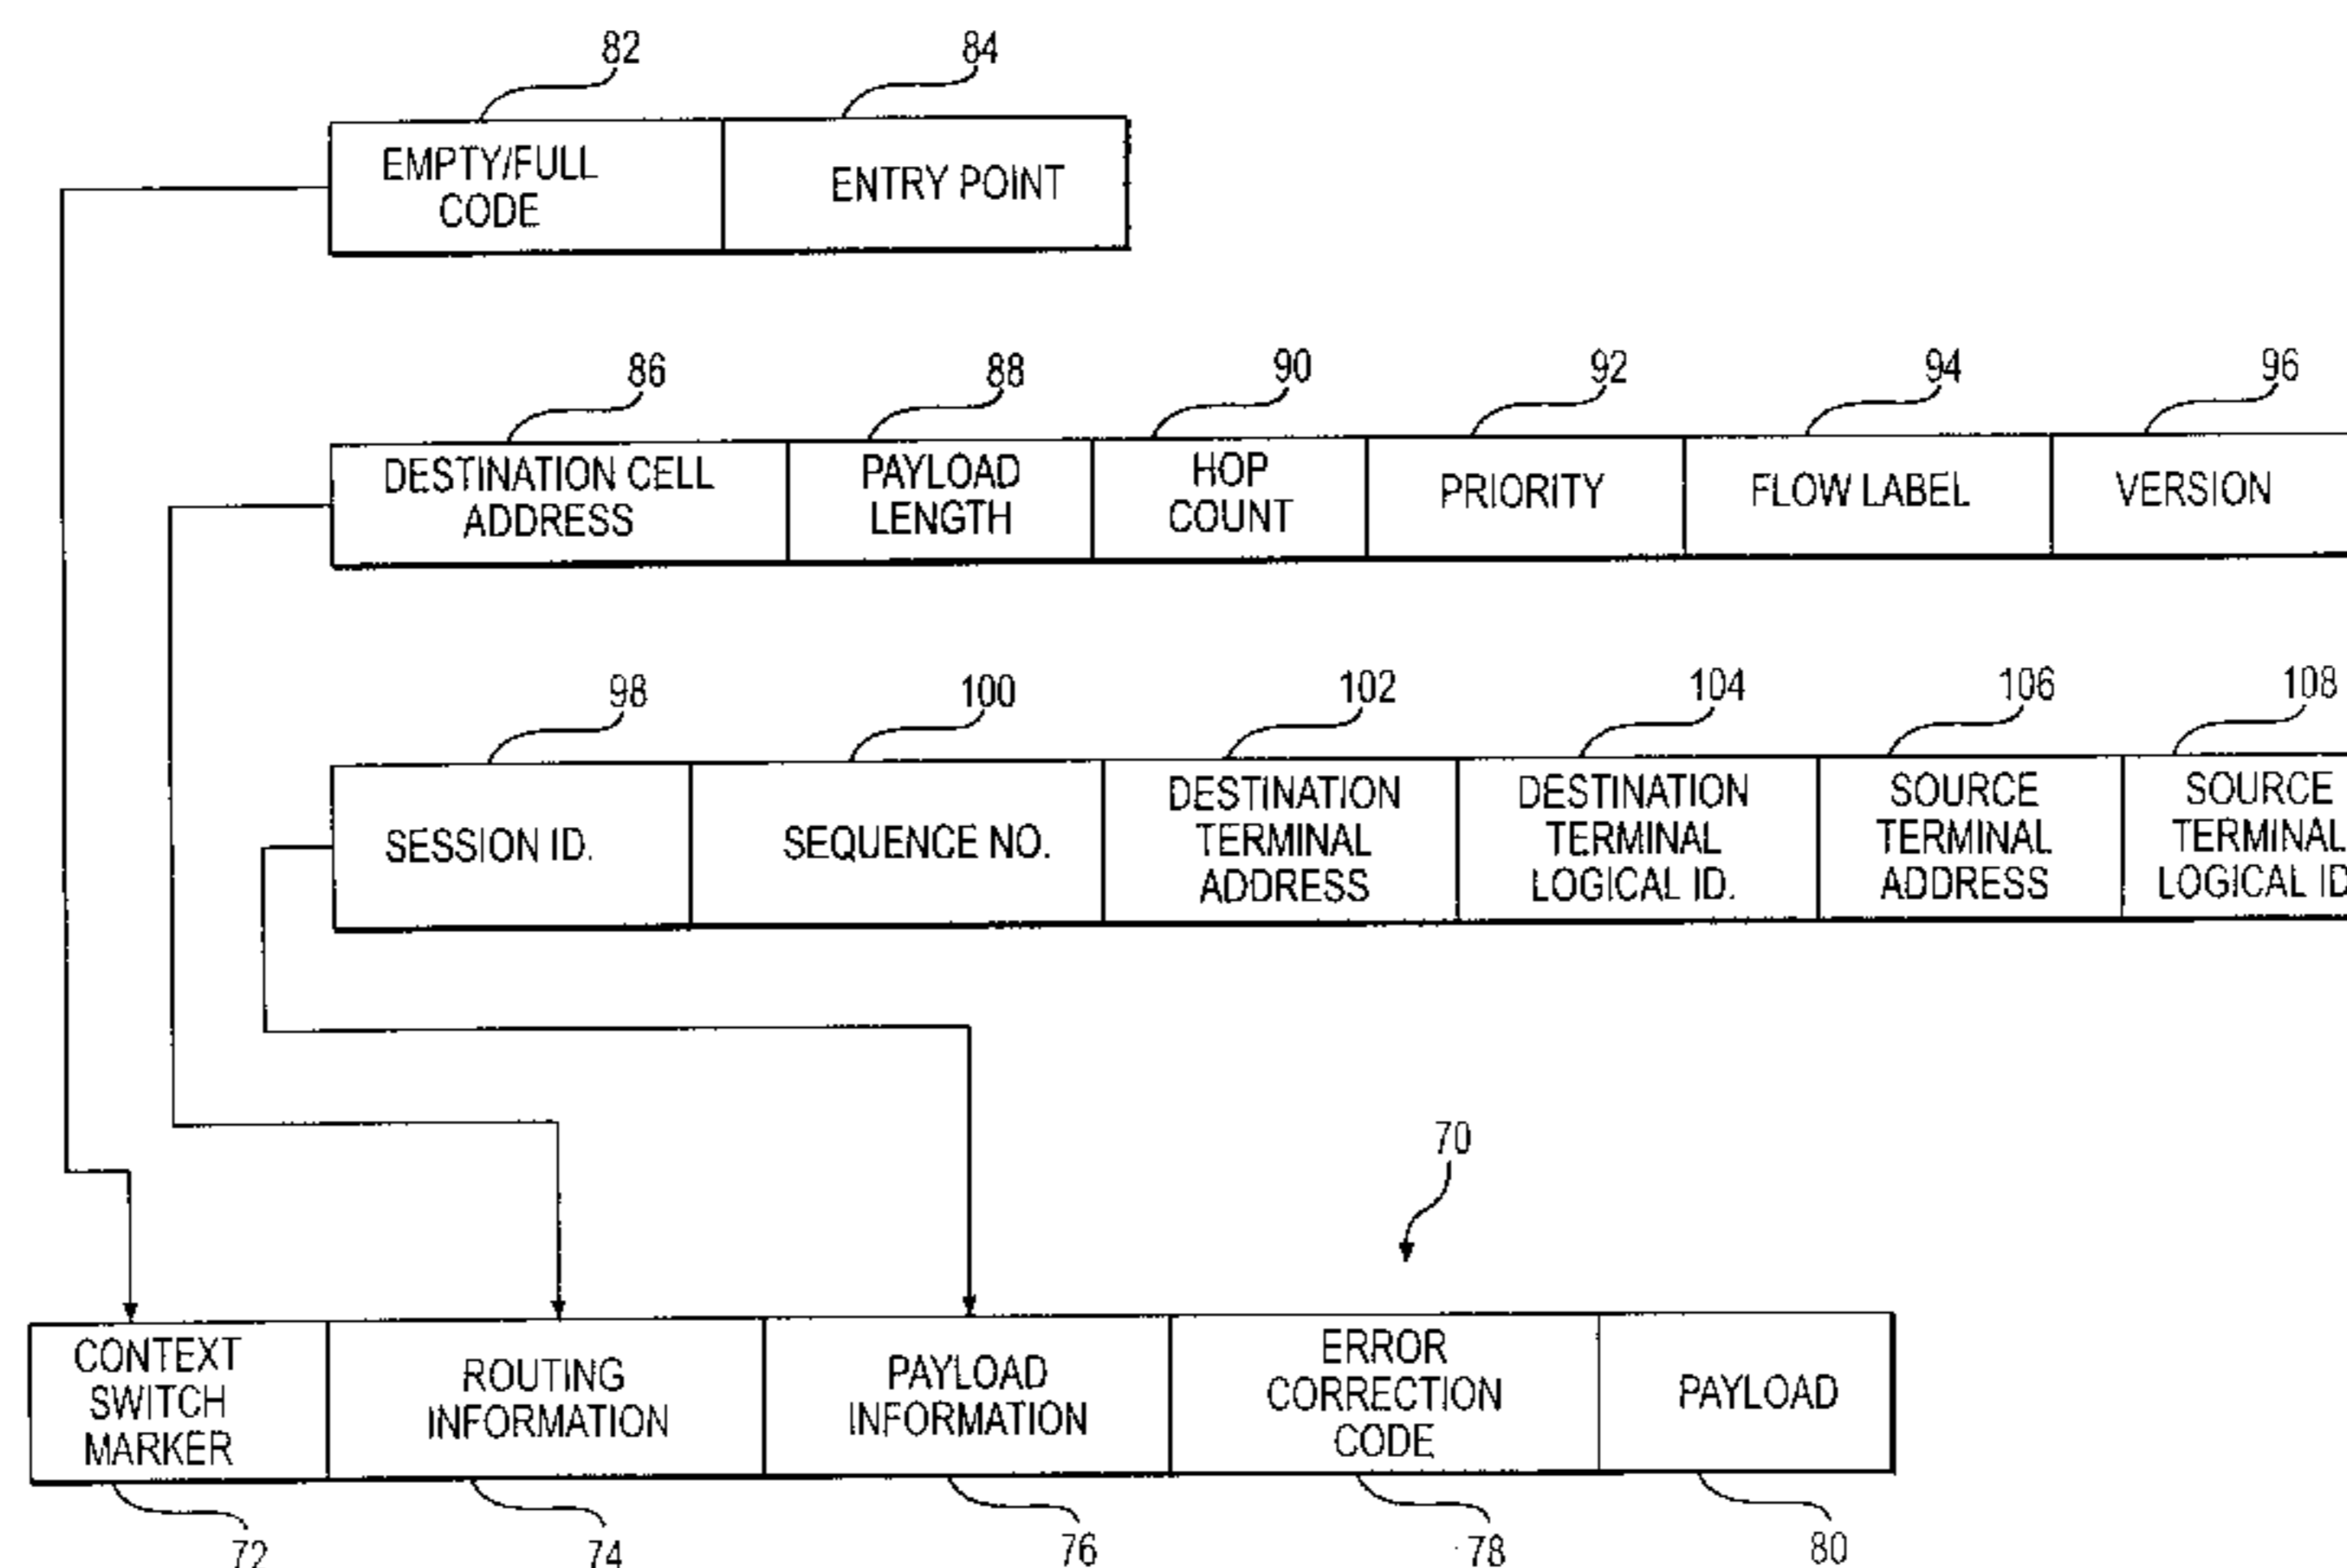 82 84
EMPTY/FULL
CODE
ENTRY POINT
86 88 90 92 94 96
DESTINATION CELL
ADDRESS
PAYLOAD
LENGTH
HOP
COUNT
PRIORITY
FLOW LABEL
VERSION
98 100 102 104 106 108
SESSION ID.
SEQUENCE NO.
DESTINATION
TERMINAL
ADDRESS
DESTINATION
TERMINAL
LOGICAL ID.
SOURCE
TERMINAL
ADDRESS
SOURCE
TERMINAL
LOGICAL ID
70
CONTEXT
SWITCH
MARKER
ROUTING
INFORMATION
PAYLOAD
INFORMATION
ERROR
CORRECTION
CODE
PAYLOAD
72 74 76 78 80